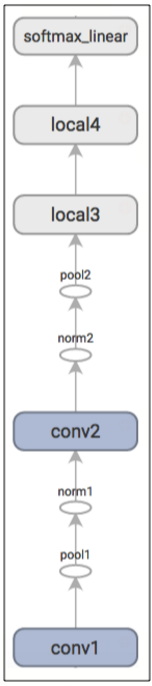 softmax_linear
local4
local3
pool2
norm2
conv2
norm1
pool1
conv1